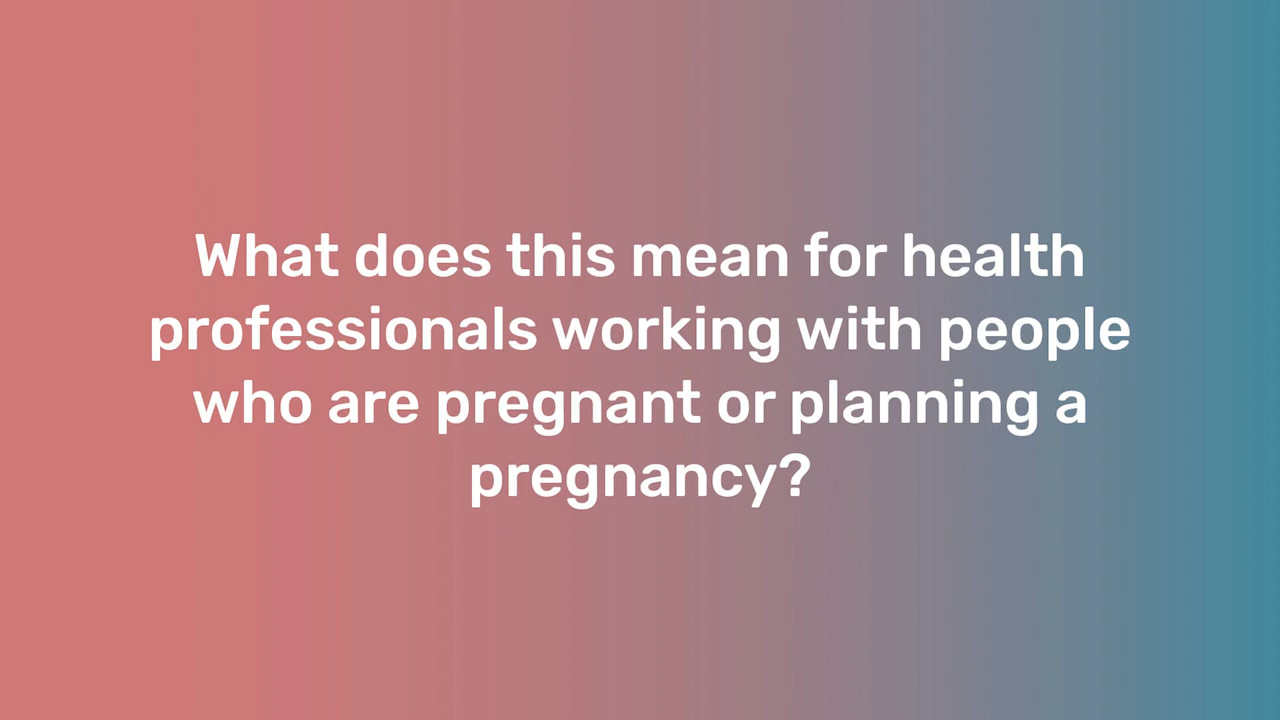 What does this mean for health
professionals working with people
who are pregnant or planning a
pregnancy?